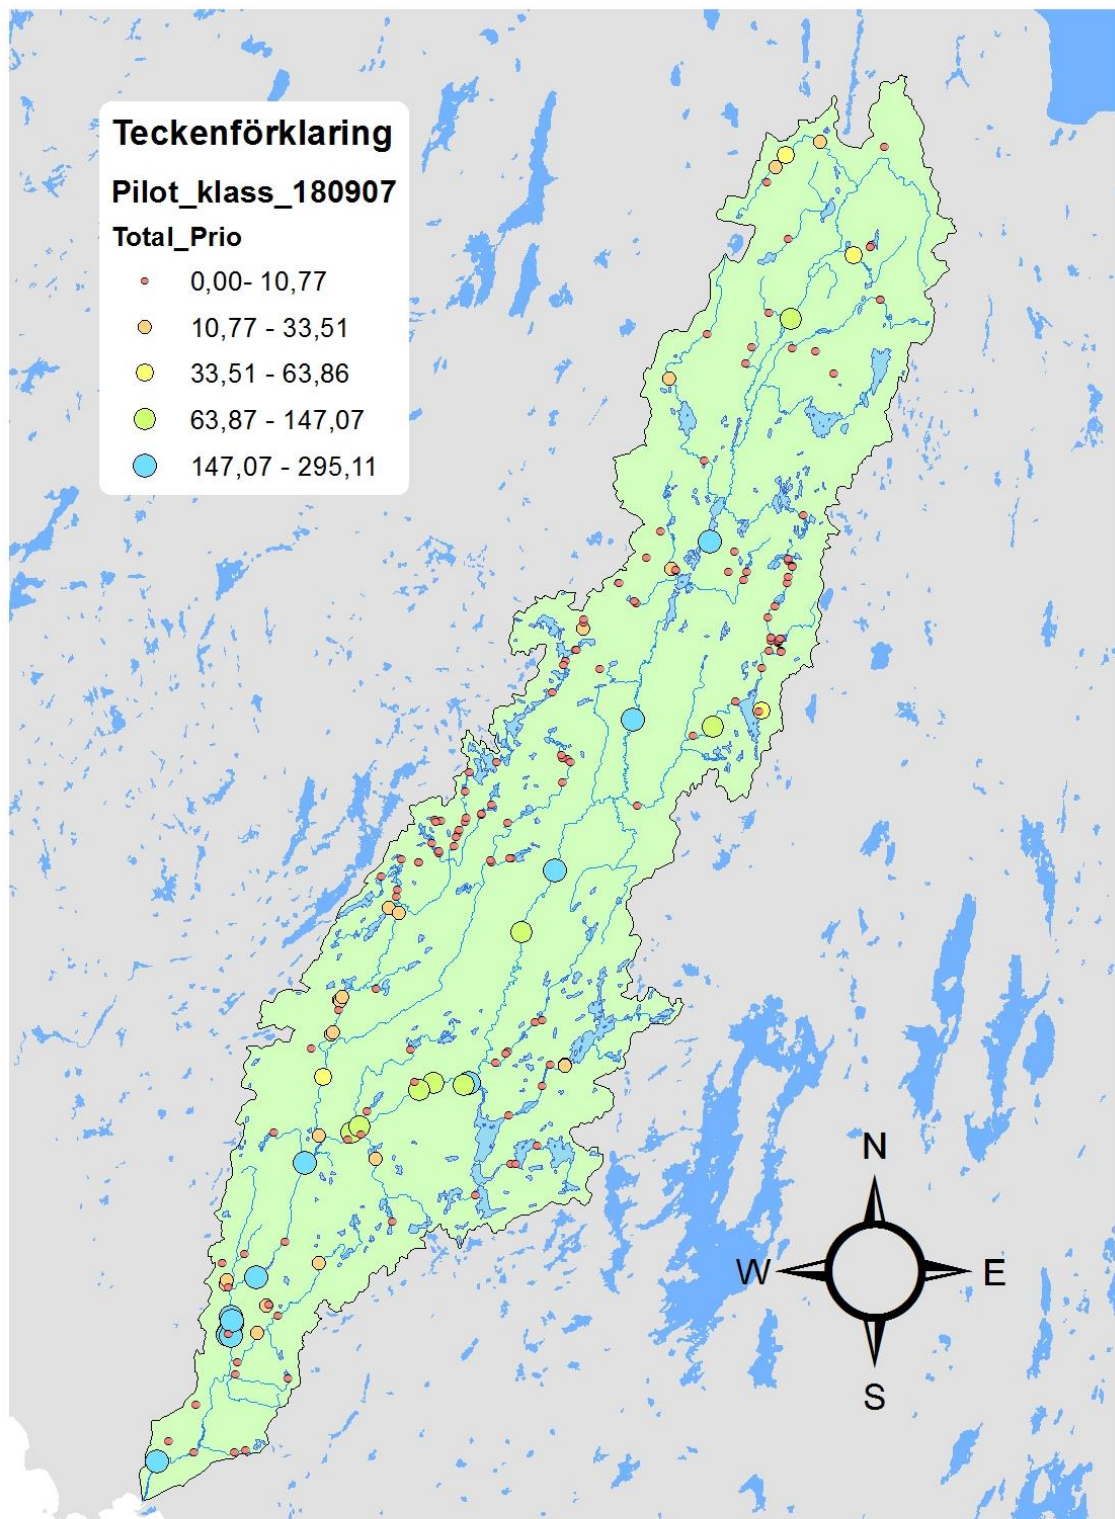 Teckenförklaring
Pilot_klass_180907
Total_Prio
0,00- 10,77
10,77 - 33,51
33,51 - 63,86
63,87 - 147,07
147,07 - 295,11
N
W E
S